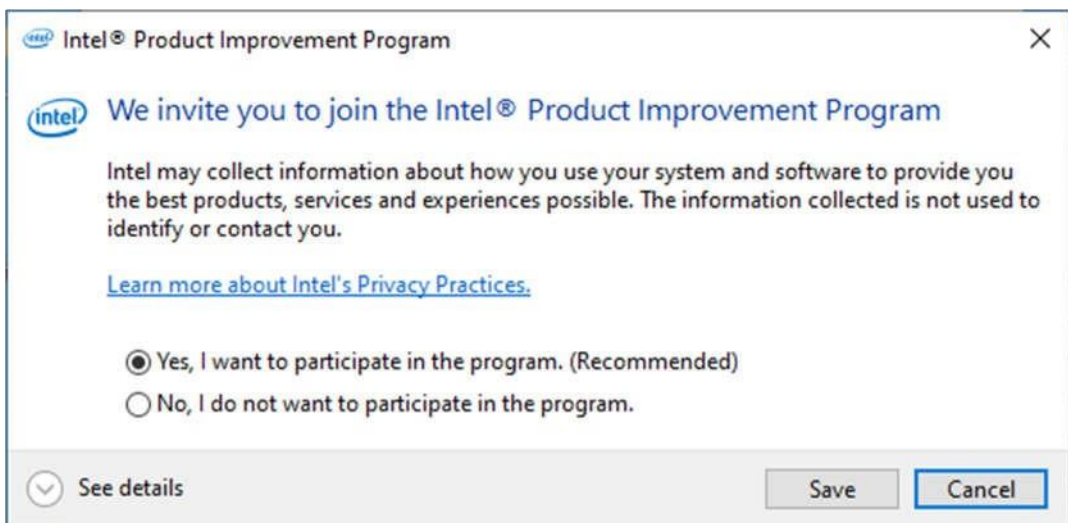 intel Intel® Product Improvement Program
intel We invite you to join the Intel® Product Improvement Program
Intel may collect information about how you use your system and software to provide you
the best products, services and experiences possible. The information collected is not used to
identify or contact you.
Learn more about Intel's Privacy Practices.
Yes, I want to participate in the program. (Recommended)
No, I do not want to participate in the program.
See details
Save
Cancel